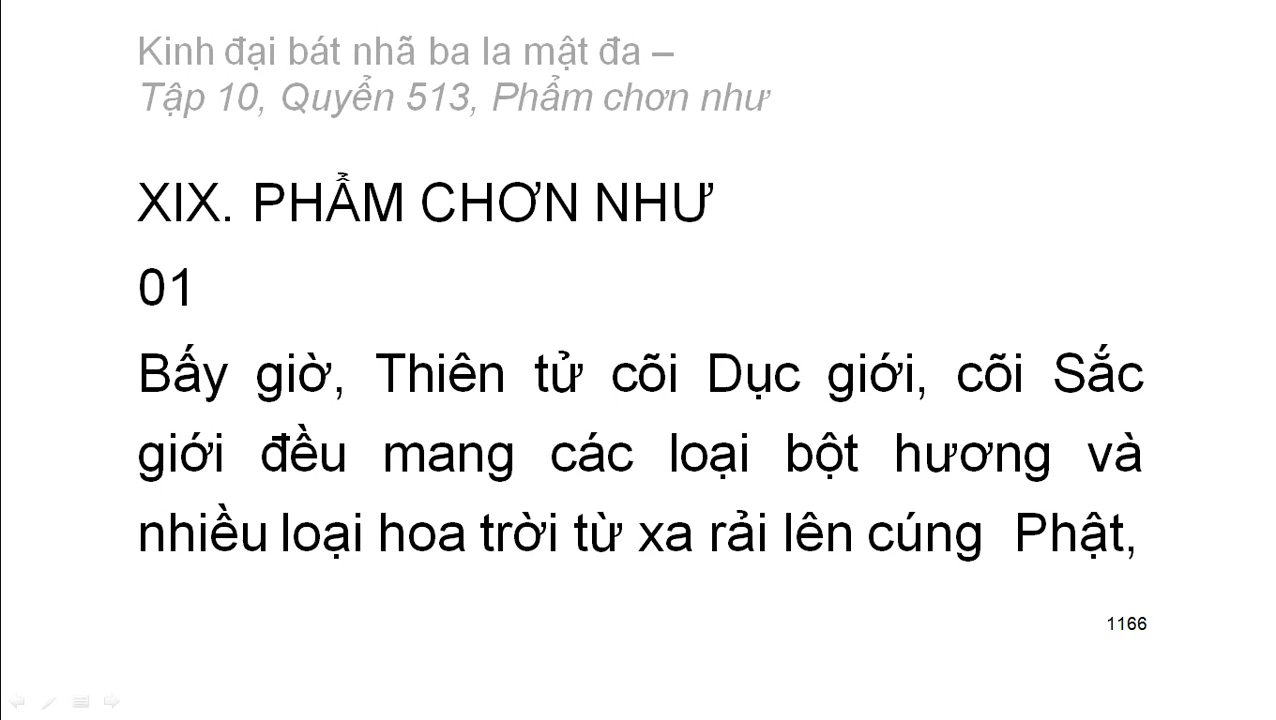 Kinh đại bát nhã ba la mật đa –
Tập 10, Quyển 513, Phẩm chơn như
XIX. PHẨM CHƠN NHƯ
01
Bấy giờ, Thiên tử cõi Dục giới, cõi Sắc
giới đều mang các loại bột hương và
nhiều loại hoa trời từ xa rải lên cúng Phật,
1166